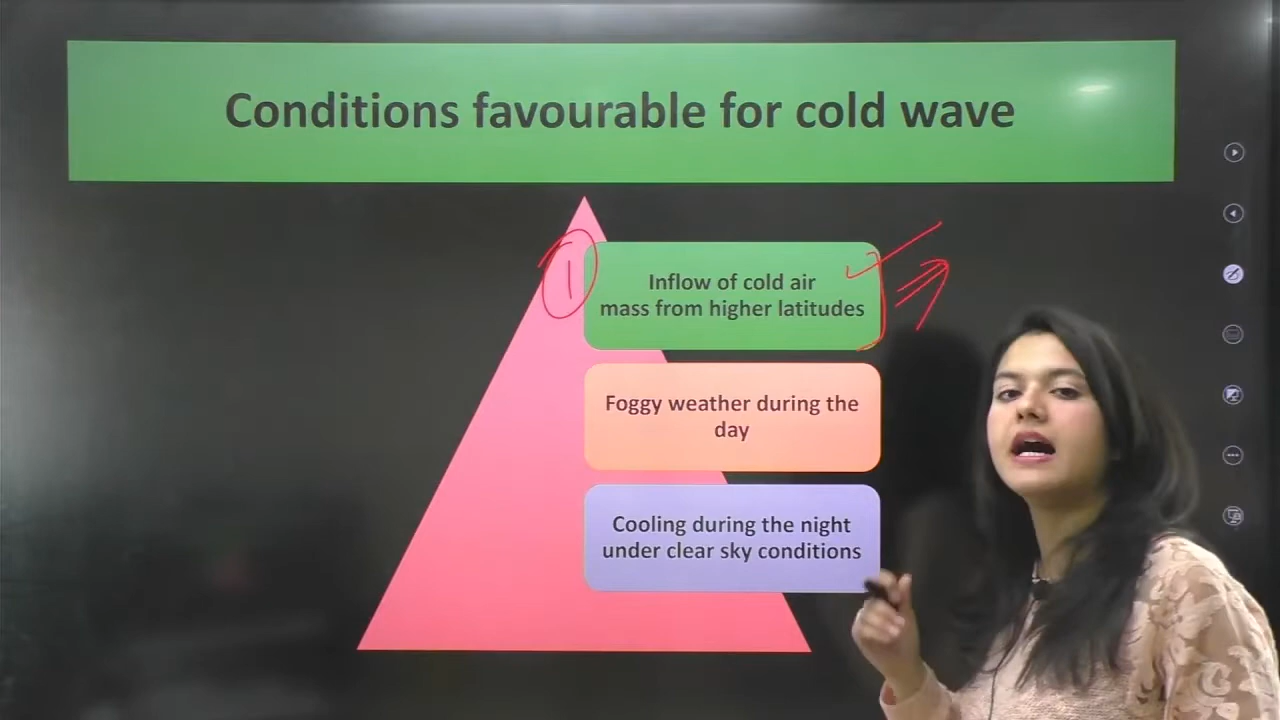 Conditions favourable for cold wave
1
Inflow of cold air
mass from higher latitudes
Foggy weather during the
day
Cooling during the night
under clear sky conditions